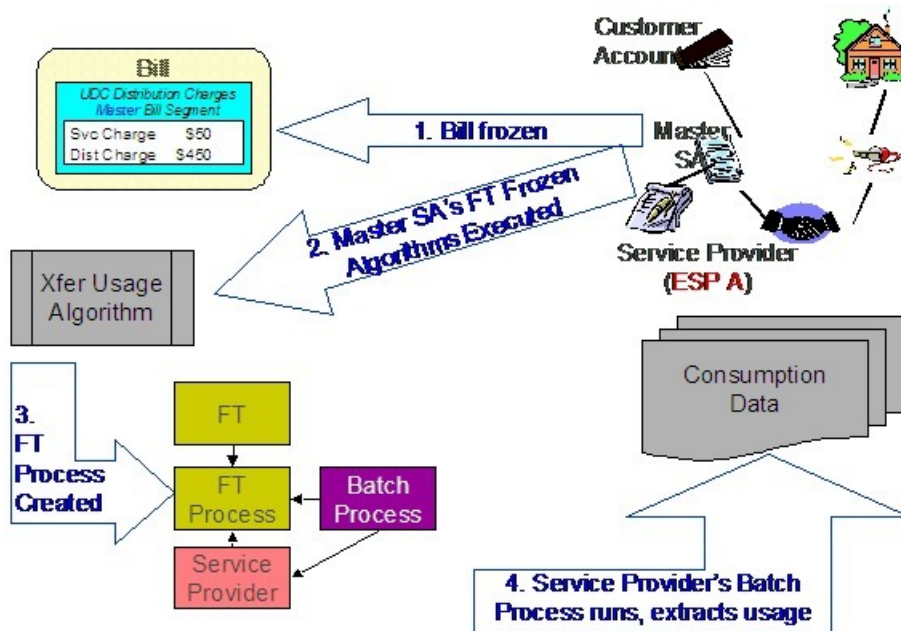 Customer
Account
Bill
UDC Distribution Charges
Master Bill Segment
Svc Charge $50
Dist Charge $450
1. Bill frozen
Master
SA
2. Master SA's FT Frozen
Algorithms Executed
Service Provider
(ESP A)
Xfer Usage
Algorithm
Consumption
Data
3.
FT
Process
Created
FT
FT
Process
Batch
Process
Service
Provider
4. Service Provider's Batch
Process runs, extracts usage